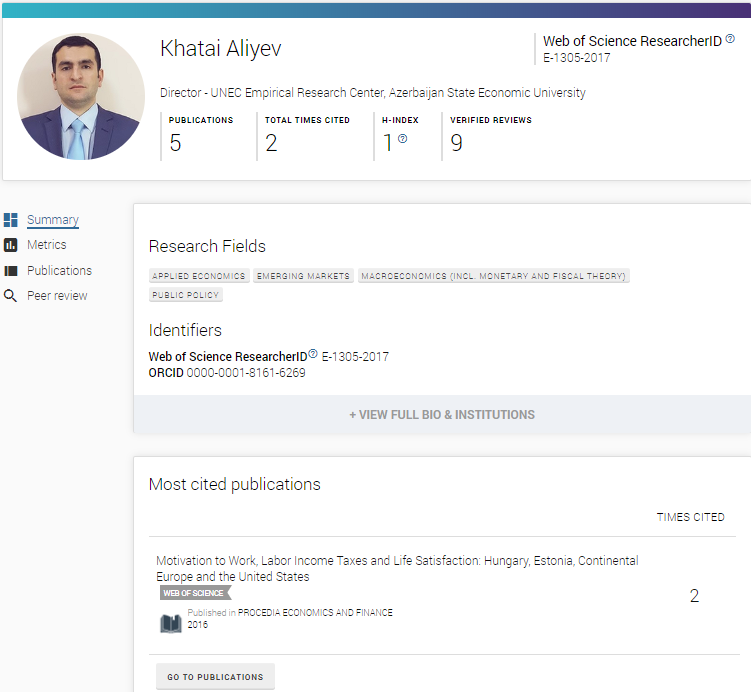 Khatai Aliyev
Web of Science ResearcherID ?
E-1305-2017
Director - UNEC Empirical Research Center, Azerbaijan State Economic University
PUBLICATIONS
5
TOTAL TIMES CITED
2
H-INDEX
1 ?
VERIFIED REVIEWS
9
Summary
Metrics
Publications
Peer review
Research Fields
APPLIED ECONOMICS EMERGING MARKETS MACROECONOMICS (INCL. MONETARY AND FISCAL THEORY)
PUBLIC POLICY
Identifiers
Web of Science ResearcherID ? E-1305-2017
ORCID 0000-0001-8161-6269
+ VIEW FULL BIO & INSTITUTIONS
Most cited publications
TIMES CITED
Motivation to Work, Labor Income Taxes and Life Satisfaction: Hungary, Estonia, Continental
Europe and the United States
2
WEB OF SCIENCE
Published in PROCEDIA ECONOMICS AND FINANCE
2016
GO TO PUBLICATIONS